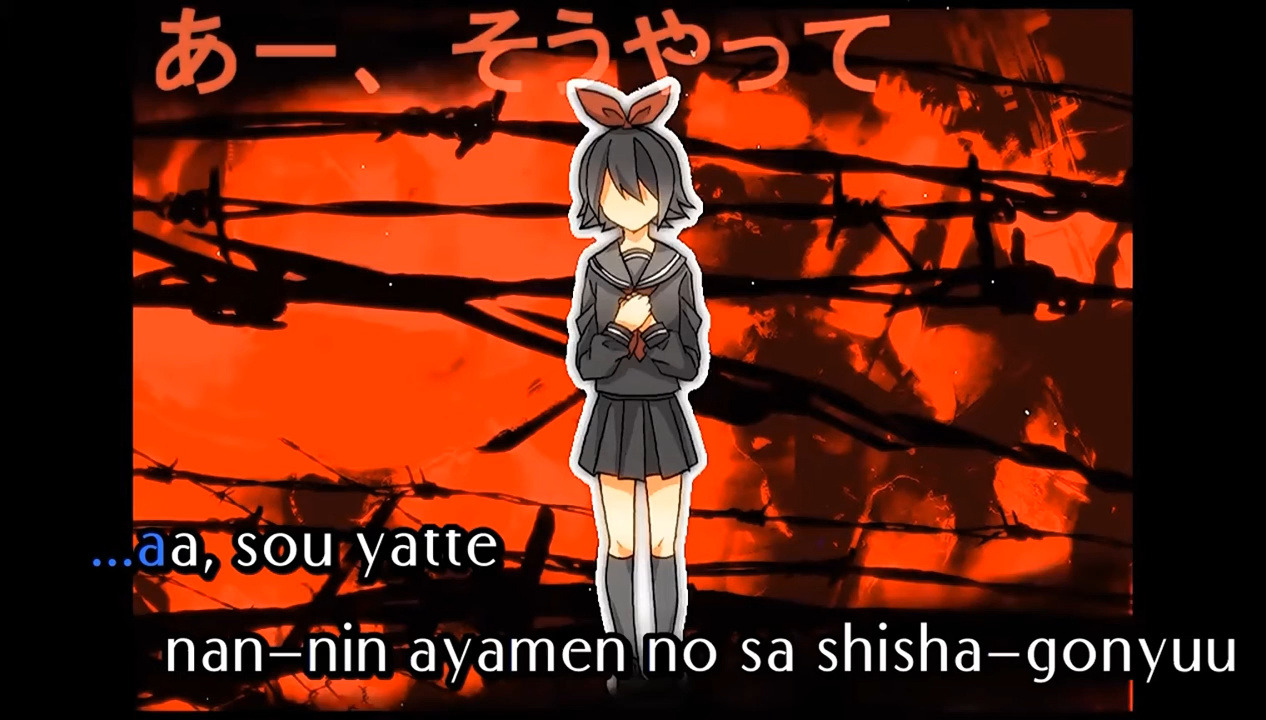 あー、そうやって
...aa, sou yatte
nan–nin ayamen no sa shisha–gonyuu